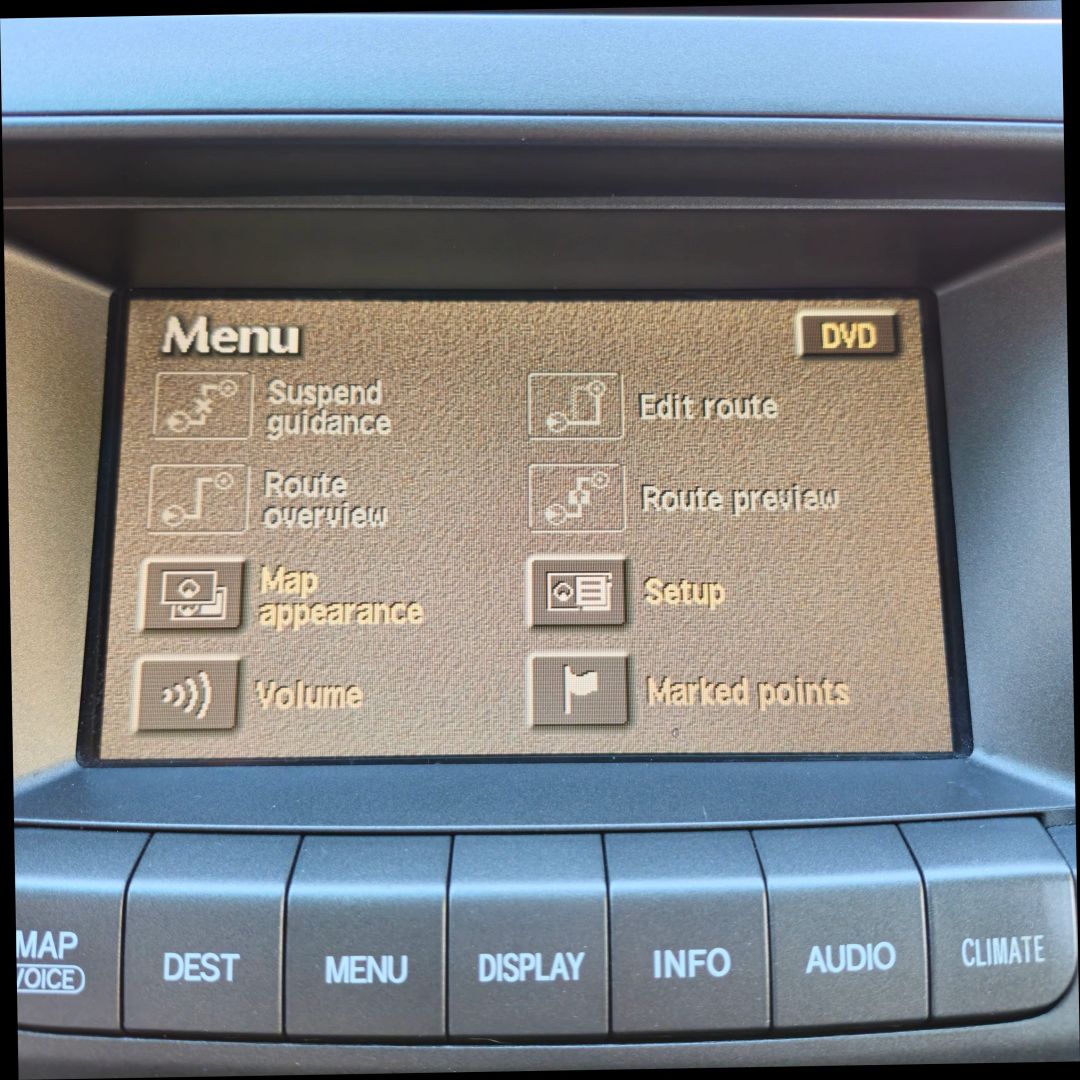 Menu
DVD
Suspend
guidance
Edit route
Route
overview
Route preview
Map
appearance
Setup
Volume
Marked points
MAP
VOICE
DEST
MENU
DISPLAY
INFO
AUDIO
CLIMATE